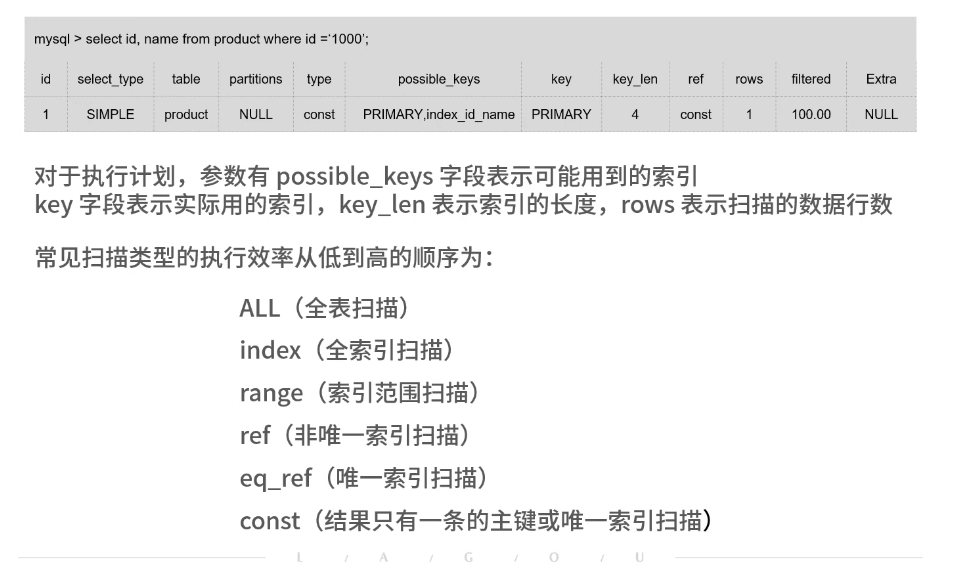 mysql > select id, name from product where id ='1000';
id select_type table partitions type possible_keys key key_len ref rows filtered Extra
1 SIMPLE product NULL const PRIMARY,index_id_name PRIMARY 4 const 1 100.00 NULL
对于执行计划，参数有 possible_keys 字段表示可能用到的索引
key 字段表示实际用的索引，key_len 表示索引的长度，rows 表示扫描的数据行数
常见扫描类型的执行效率从低到高的顺序为：
ALL（全表扫描）
index（全索引扫描）
range（索引范围扫描）
ref（非唯一索引扫描）
eq_ref（唯一索引扫描）
const（结果只有一条的主键或唯一索引扫描）
L / A / G / O / U